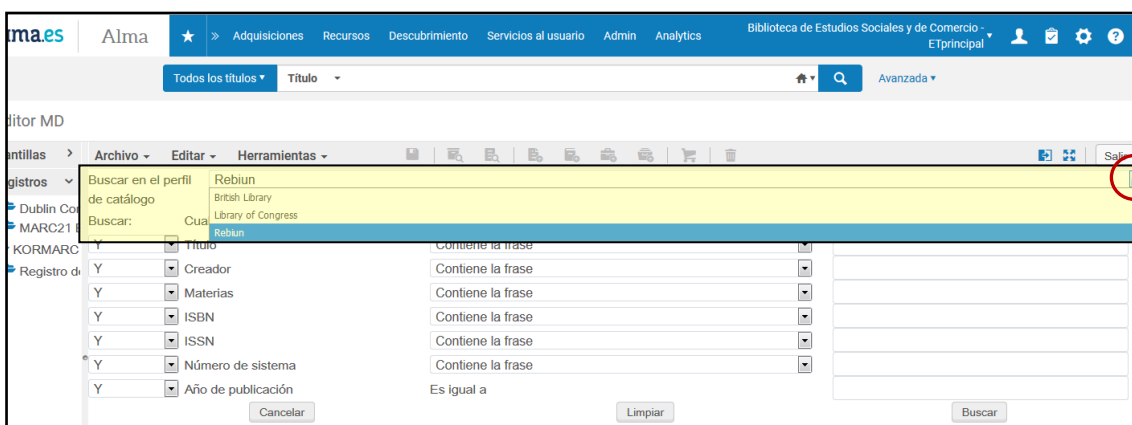 ma.es Alma » Adquisiciones Recursos Descubrimiento Servicios al usuario Admin Analytics Biblioteca de Estudios Sociales y de Comercio - ETprincipal
Todos los títulos Título Avanzada
ditor MD
antillas Archivo Editar Herramientas Salir
gistros Buscar en el perfil de catálogo Rebiun
British Library
Library of Congress
Rebiun
Buscar: Cua
Dublin Cor
MARC21
KORMARC
Registro de
Y Título Contiene la frase
Y Creador Contiene la frase
Y Materias Contiene la frase
Y ISBN Contiene la frase
Y ISSN Contiene la frase
Y Número de sistema Contiene la frase
Y Año de publicación Es igual a
Cancelar Limpiar Buscar